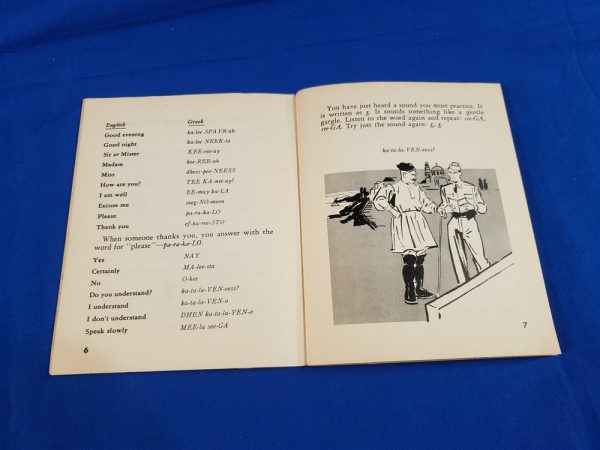 English Greek
Good evening ka-lee SPAYR-ah
Good night ka-lee NEEK-ta
Sir or Mister KEE-ree-ay
Madam kee-REE-ah
Miss dhess-pee-NEESS
How are you? TEE KA-net-ay?
I am well EE-may ka-LA
Excuse me seeg-NO-meen
Please pa-ra-ka-LO
Thank you ef-ha-ree-STO
When someone thanks you, you answer with the
word for "please"—pa-ra-ka-LO.
Yes NAY
Certainly MA-lee-sta
No O-hee
Do you understand? ka-ta-la-VEN-eess?
I understand ka-ta-la-VEN-o
I don't understand DHEN ka-ta-la-VEN-o
Speak slowly MEE-la see-GA
6
You have just heard a sound you must practice. It
is written as g. It sounds something like a gentle
gargle. Listen to the word again and repeat: see-GA,
see-GA. Try just the sound again: g, g.
ka-ta-la-VEN-eess?
7